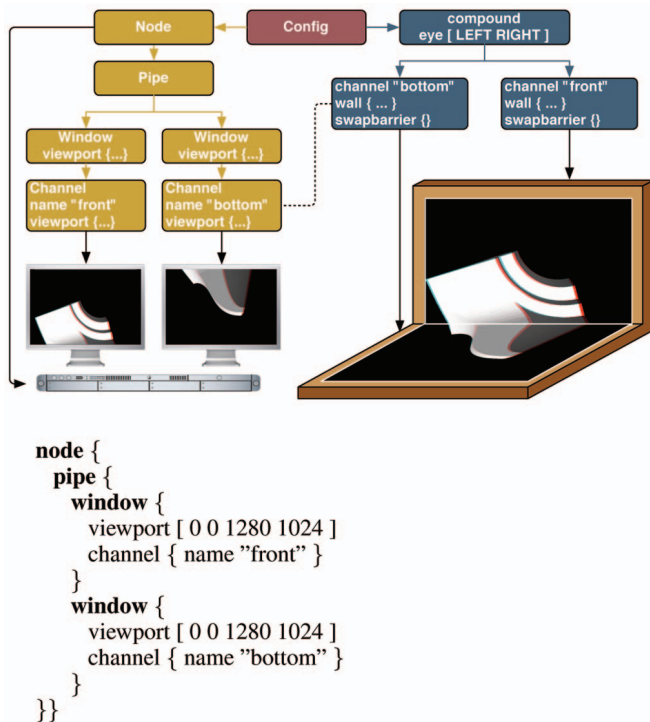 Node
Config
compound
eye [ LEFT RIGHT ]
Pipe
channel "bottom"
wall { ... }
swapbarrier {}
channel "front"
wall { ... }
swapbarrier {}
Window
viewport {...}
Window
viewport {...}
Channel
name "front"
viewport {...}
Channel
name "bottom"
viewport {...}
node {
pipe {
window {
viewport [ 0 0 1280 1024 ]
channel { name ”front” }
}
window {
viewport [ 0 0 1280 1024 ]
channel { name ”bottom” }
}
}}